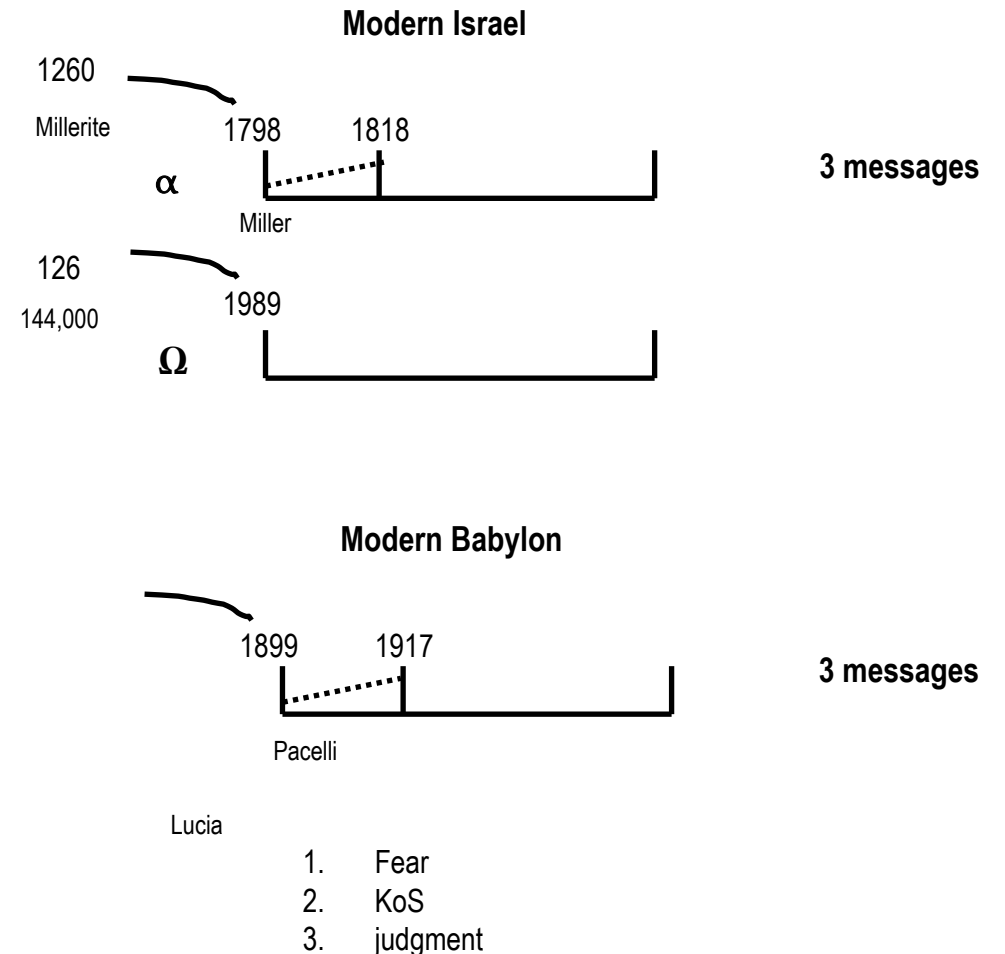 Modern Israel
1260
Millerite
1798
1818
α
3 messages
Miller
126
144,000
1989
Ω
Modern Babylon
1899
1917
3 messages
Pacelli
Lucia
1. Fear
2. KoS
3. judgment